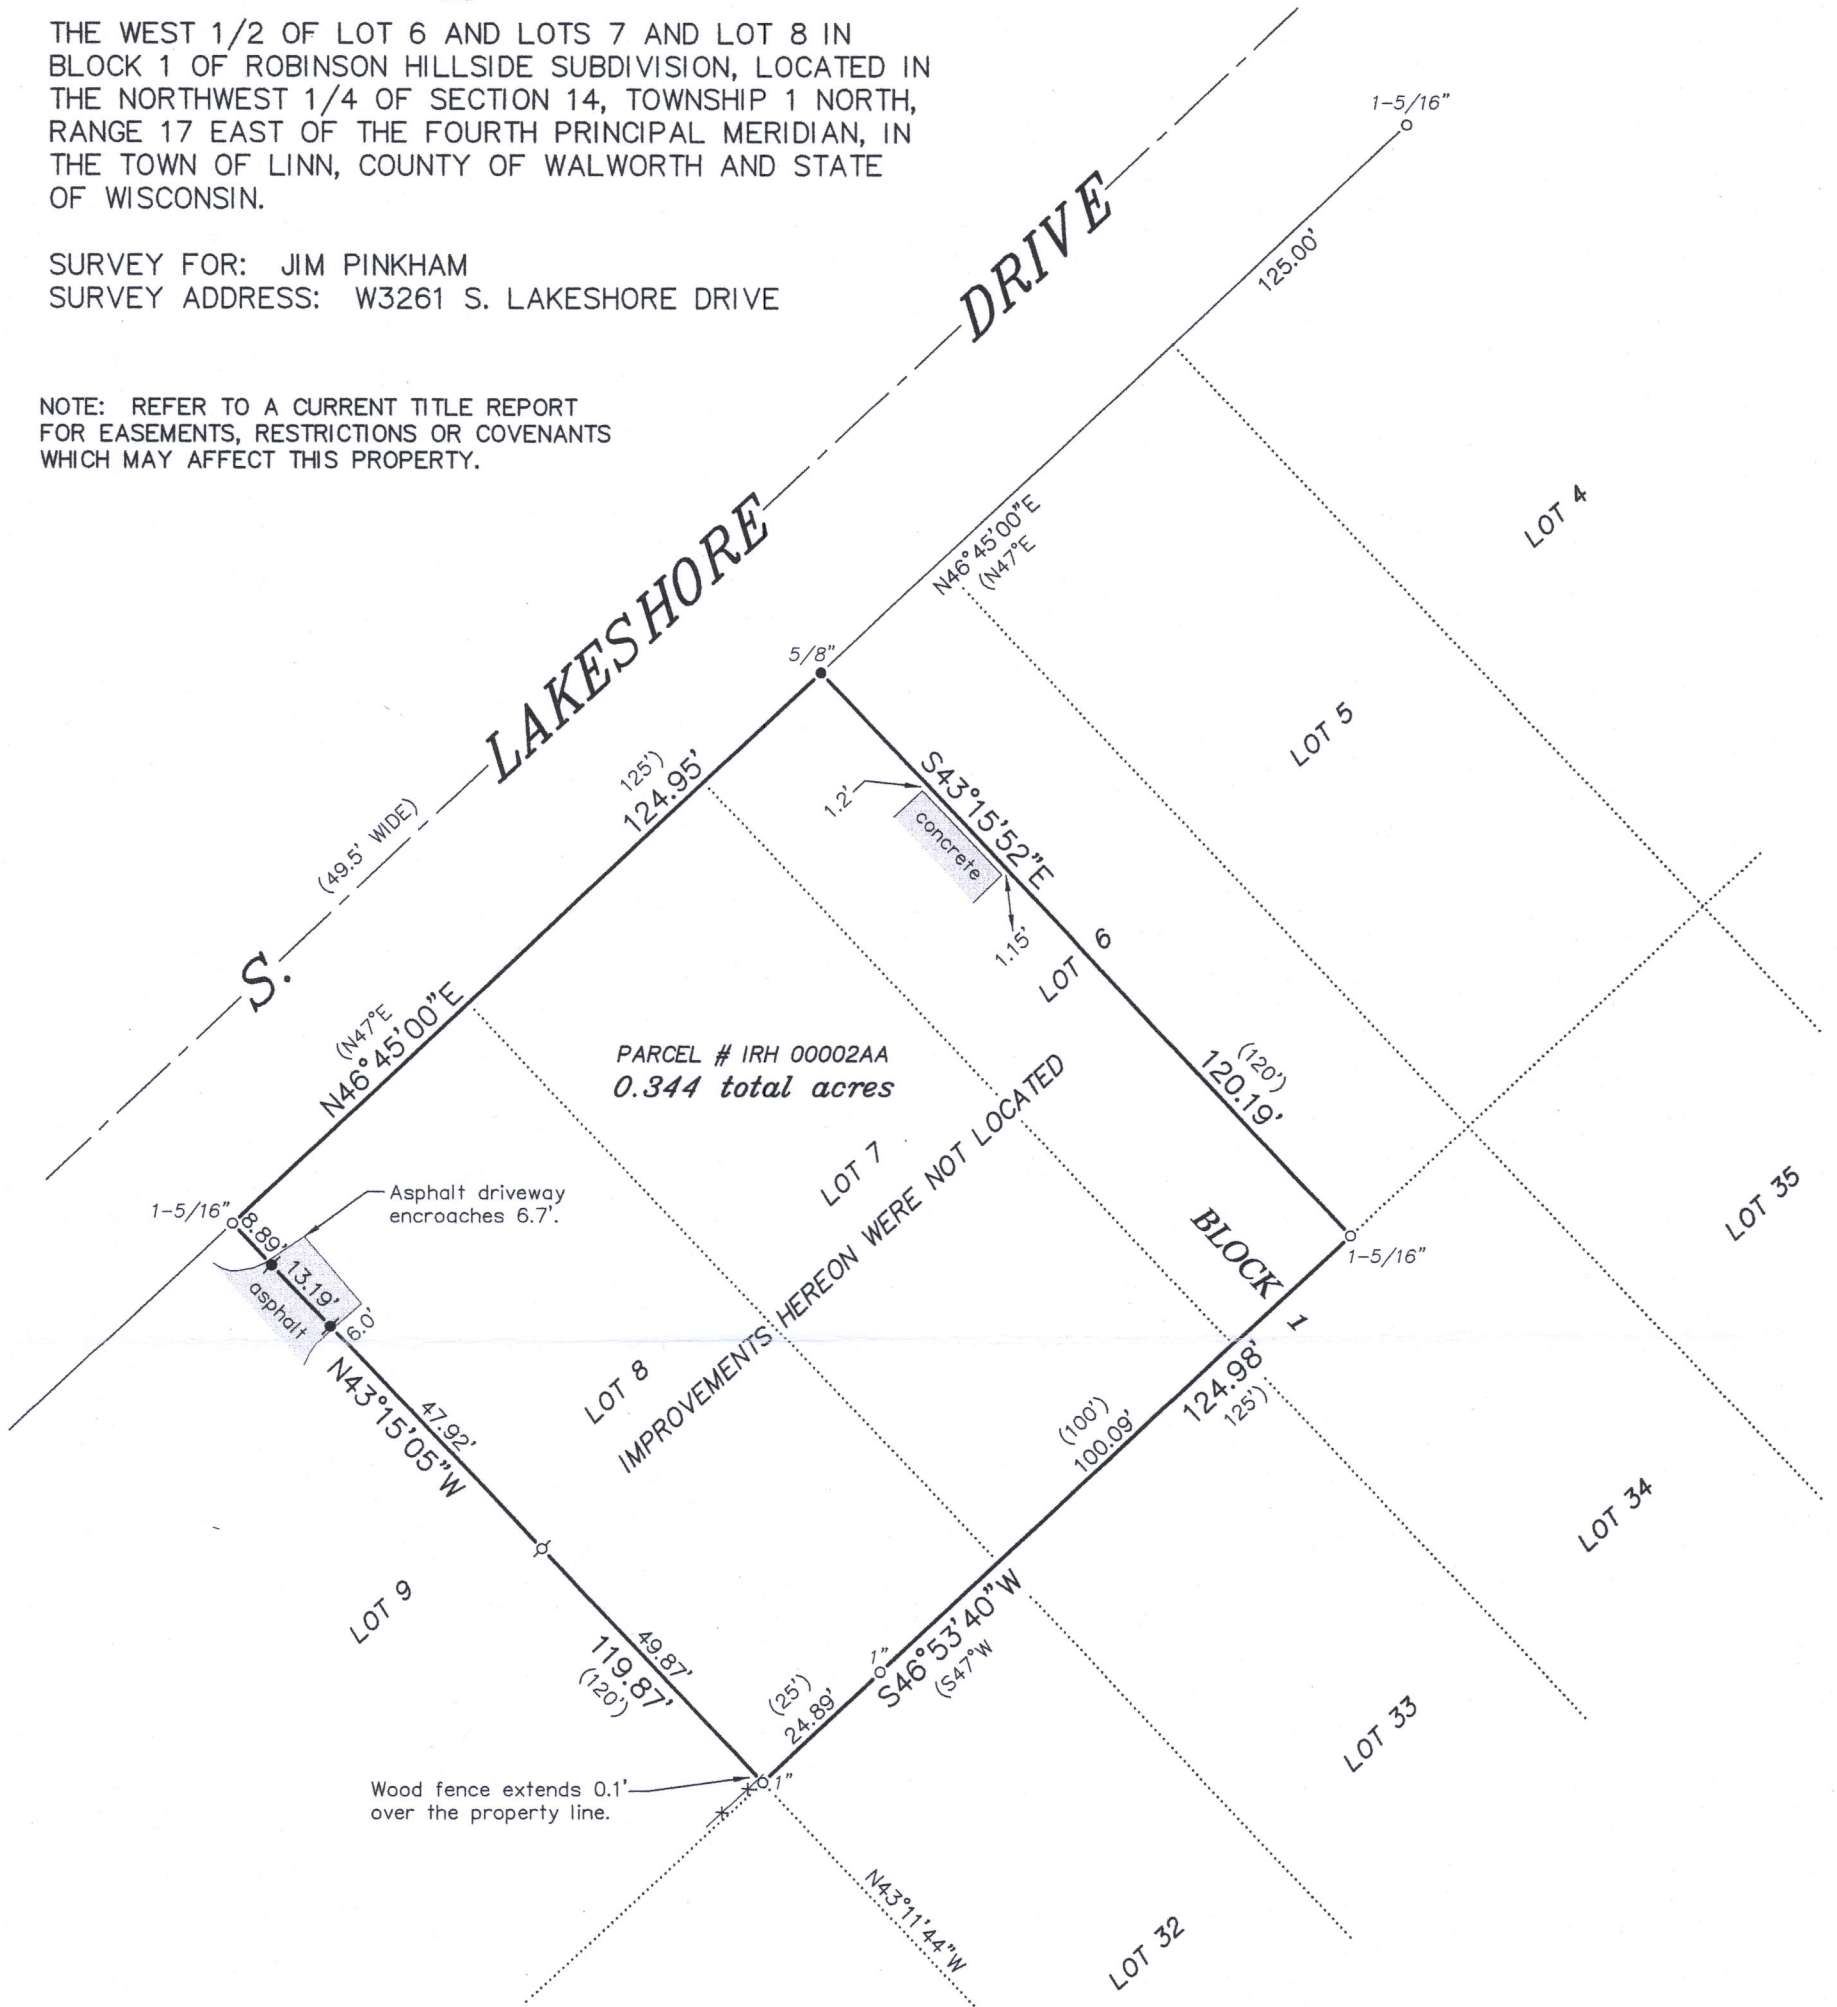 THE WEST 1/2 OF LOT 6 AND LOTS 7 AND LOT 8 IN
BLOCK 1 OF ROBINSON HILLSIDE SUBDIVISION, LOCATED IN
THE NORTHWEST 1/4 OF SECTION 14, TOWNSHIP 1 NORTH,
RANGE 17 EAST OF THE FOURTH PRINCIPAL MERIDIAN, IN
THE TOWN OF LINN, COUNTY OF WALWORTH AND STATE
OF WISCONSIN.
SURVEY FOR: JIM PINKHAM
SURVEY ADDRESS: W3261 S. LAKESHORE DRIVE
NOTE: REFER TO A CURRENT TITLE REPORT
FOR EASEMENTS, RESTRICTIONS OR COVENANTS
WHICH MAY AFFECT THIS PROPERTY.
S. LAKESHORE DRIVE
(49.5' WIDE)
1-5/16"
125.00'
N46°45'00"E
(N47°E
LOT 4
LOT 5
5/8"
125')
124.95'
(N47°E
N46°45'00"E
1.2'
concrete
1.15'
S43°15'52"E
LOT 6
(120')
120.19'
PARCEL # IRH 00002AA
0.344 total acres
LOT 7
IMPROVEMENTS HEREON WERE NOT LOCATED
LOT 8
BLOCK 1
1-5/16"
LOT 35
1-5/16"
8.89'
Asphalt driveway
encroaches 6.7'.
13.19'
asphalt
6.0'
N43°15'05"W
47.92'
LOT 9
49.87'
119.87'
(120')
(100')
100.09'
124.98'
125')
LOT 34
1"
S46°53'40"W
(S47°W
(25')
24.89'
LOT 33
Wood fence extends 0.1'
over the property line.
1"
N43°11'44"W
LOT 32